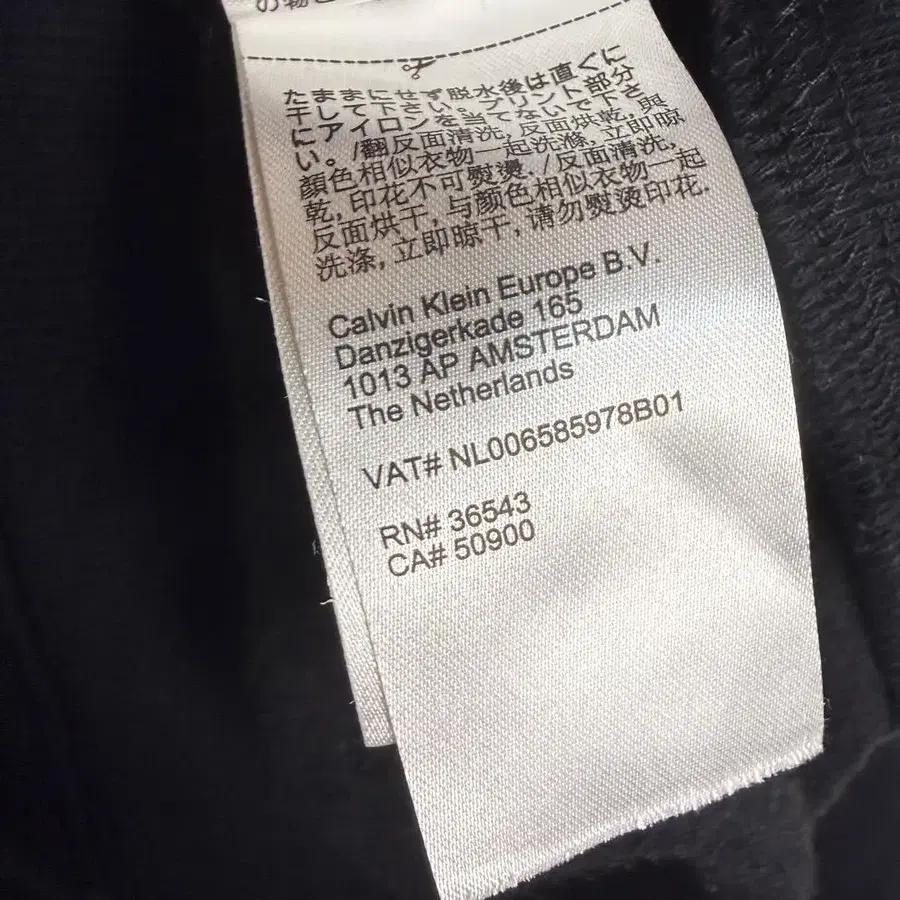 の物と
たままにせず脱水後は直ぐに
干して下さい。プリント部分
にアイロンを当てないで下さ
い。/翻反面清洗, 反面烘乾, 與
顏色相似衣物一起洗滌, 立即晾
乾, 印花不可熨燙. /反面清洗,
反面烘干, 与颜色相似衣物一起
洗涤, 立即晾干, 请勿熨烫印花.
Calvin Klein Europe B.V.
Danzigerkade 165
1013 AP AMSTERDAM
The Netherlands
VAT# NL006585978B01
RN# 36543
CA# 50900